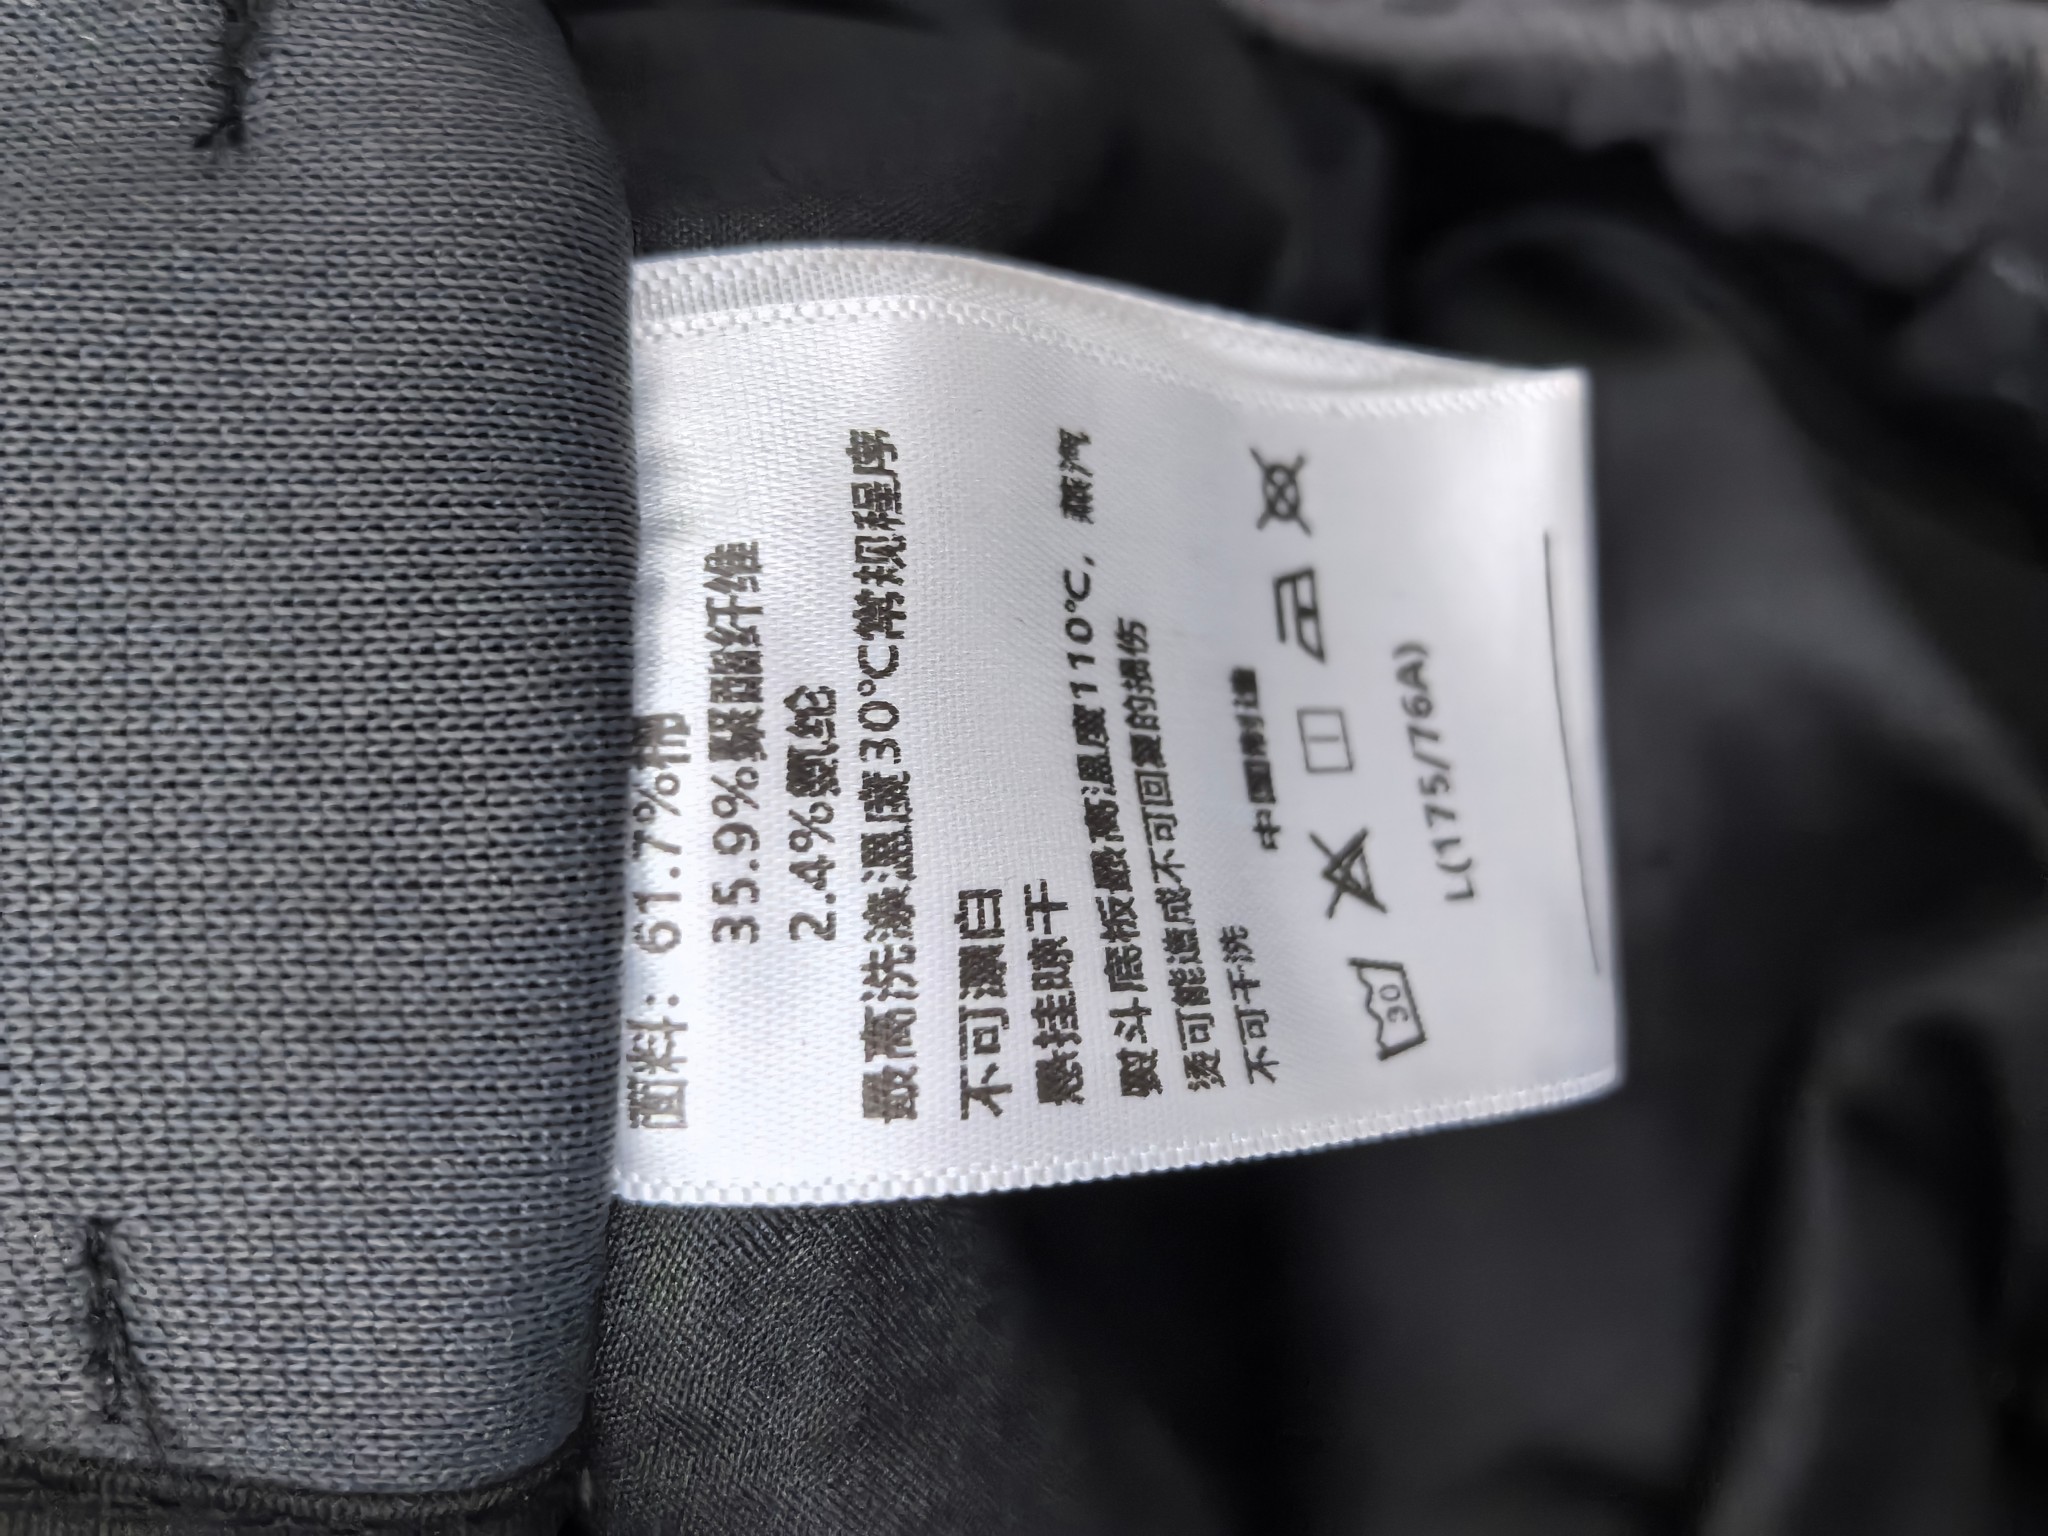 面料：61.7%棉
35.9%聚酯纤维
2.4%氨纶
最高洗涤温度30℃常规程序
不可漂白
悬挂晾干
熨斗底板最高温度110℃，蒸汽
烫可能造成不可回复的损伤
不可干洗
中国制造
30
L(175/76A)